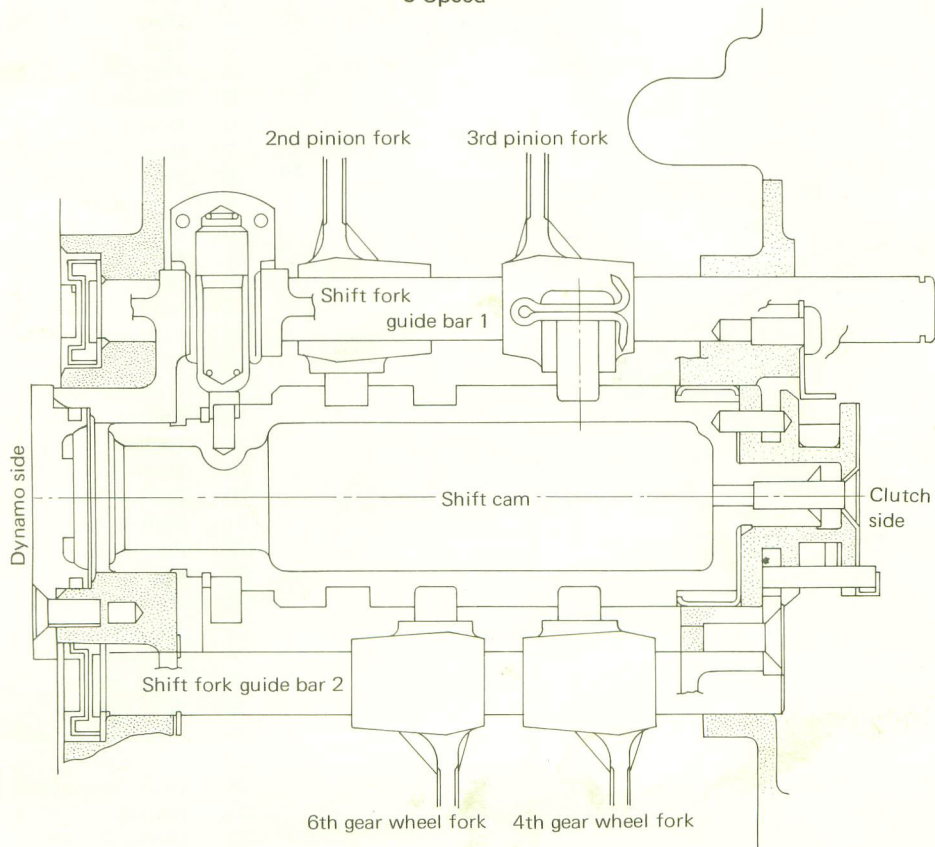 Speed
2nd pinion fork
3rd pinion fork
Shift fork
guide bar 1
Dynamo side
Shift cam
Clutch
side
Shift fork guide bar 2
6th gear wheel fork
4th gear wheel fork